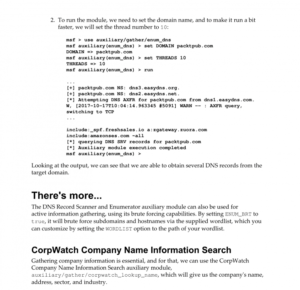 2. To run the module, we need to set the domain name, and to make it run a bit
faster, we will set the thread number to 10:
msf > use auxiliary/gather/enum_dns
msf auxiliary(enum_dns) > set DOMAIN packtpub.com
DOMAIN => packtpub.com
msf auxiliary(enum_dns) > set THREADS 10
THREADS => 10
msf auxiliary(enum_dns) > run
...
[+] packtpub.com NS: dns3.easydns.org.
[+] packtpub.com NS: dns2.easydns.net.
[*] Attempting DNS AXFR for packtpub.com from dns1.easydns.com.
W, [2017-10-17T10:04:14.963345 #5091] WARN -- : AXFR query,
switching to TCP
...
include:_spf.freshsales.io a:zgateway.zuora.com
include:amazonses.com ~all
[*] querying DNS SRV records for packtpub.com
[*] Auxiliary module execution completed
msf auxiliary(enum_dns) >
Looking at the output, we can see that we are able to obtain several DNS records from the
target domain.
There's more...
The DNS Record Scanner and Enumerator auxiliary module can also be used for
active information gathering, using its brute forcing capabilities. By setting ENUM_BRT to
true, it will brute force subdomains and hostnames via the supplied wordlist, which you
can customize by setting the WORDLIST option to the path of your wordlist.
CorpWatch Company Name Information Search
Gathering company information is essential, and for that, we can use the CorpWatch
Company Name Information Search auxiliary module,
auxiliary/gather/corpwatch_lookup_name, which will give us the company's name,
address, sector, and industry.